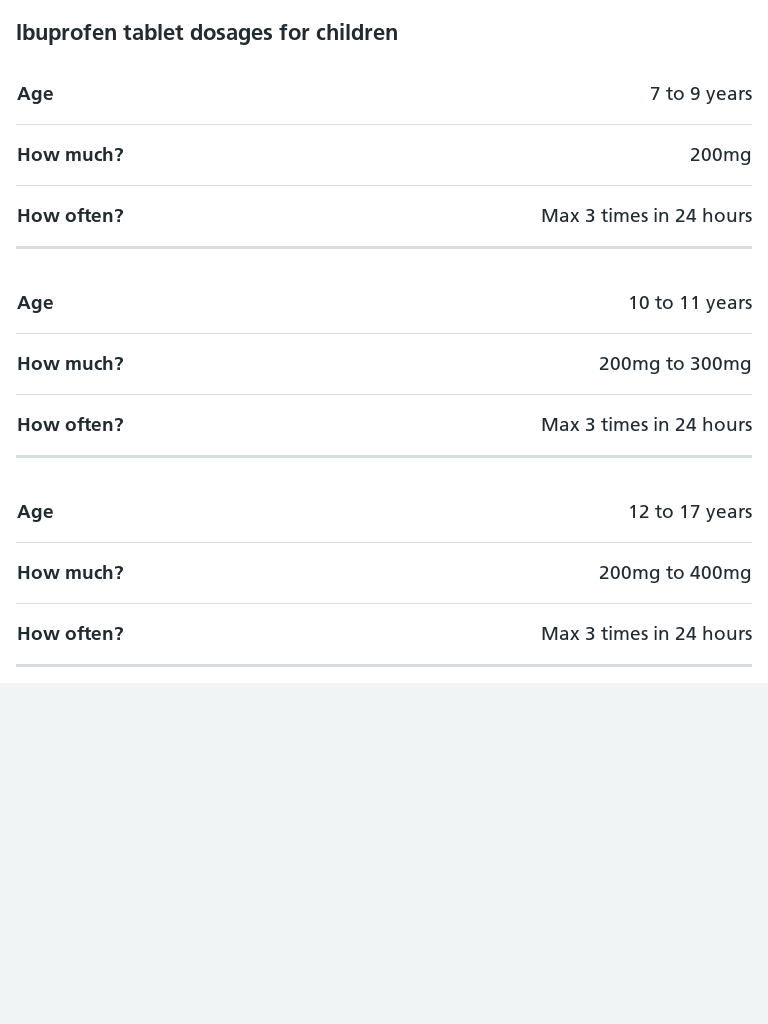 Ibuprofen tablet dosages for children
Age 7 to 9 years
How much? 200mg
How often? Max 3 times in 24 hours
Age 10 to 11 years
How much? 200mg to 300mg
How often? Max 3 times in 24 hours
Age 12 to 17 years
How much? 200mg to 400mg
How often? Max 3 times in 24 hours